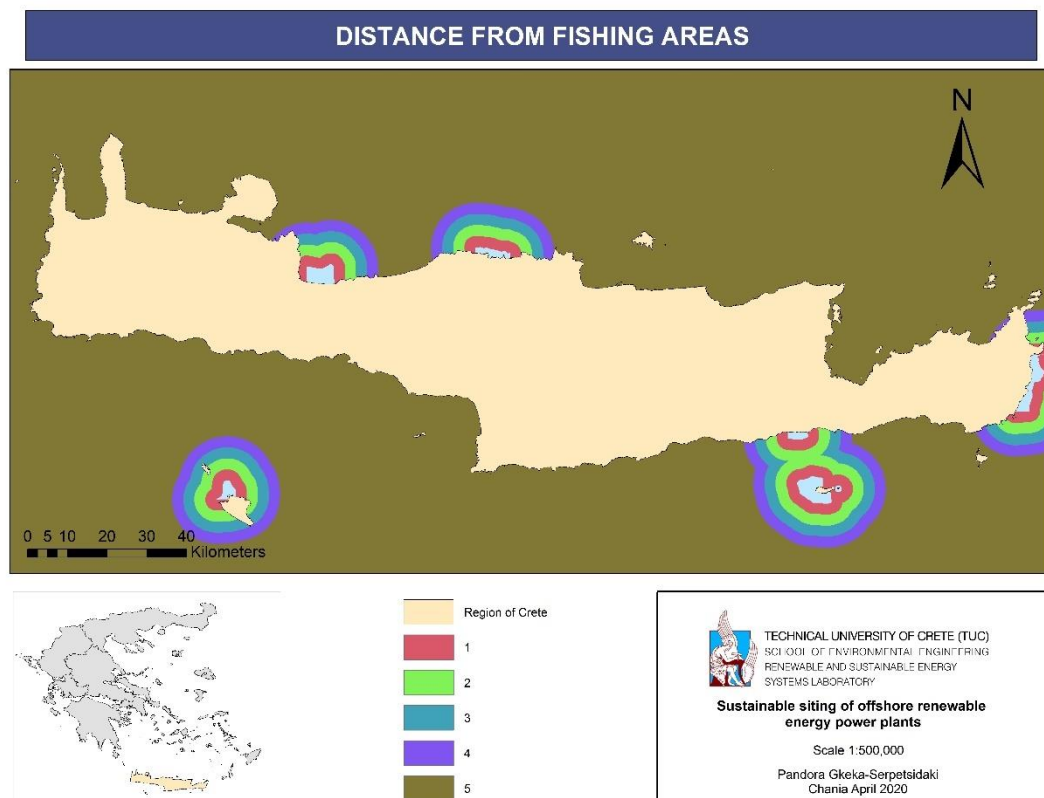 DISTANCE FROM FISHING AREAS
N
0 5 10 20 30 40
Kilometers
Region of Crete
1
2
3
4
5
TECHNICAL UNIVERSITY OF CRETE (TUC)
SCHOOL OF ENVIRONMENTAL ENGINEERING
RENEWABLE AND SUSTAINABLE ENERGY
SYSTEMS LABORATORY
Sustainable siting of offshore renewable
energy power plants
Scale 1:500,000
Pandora Gkeka-Serpetsidaki
Chania April 2020